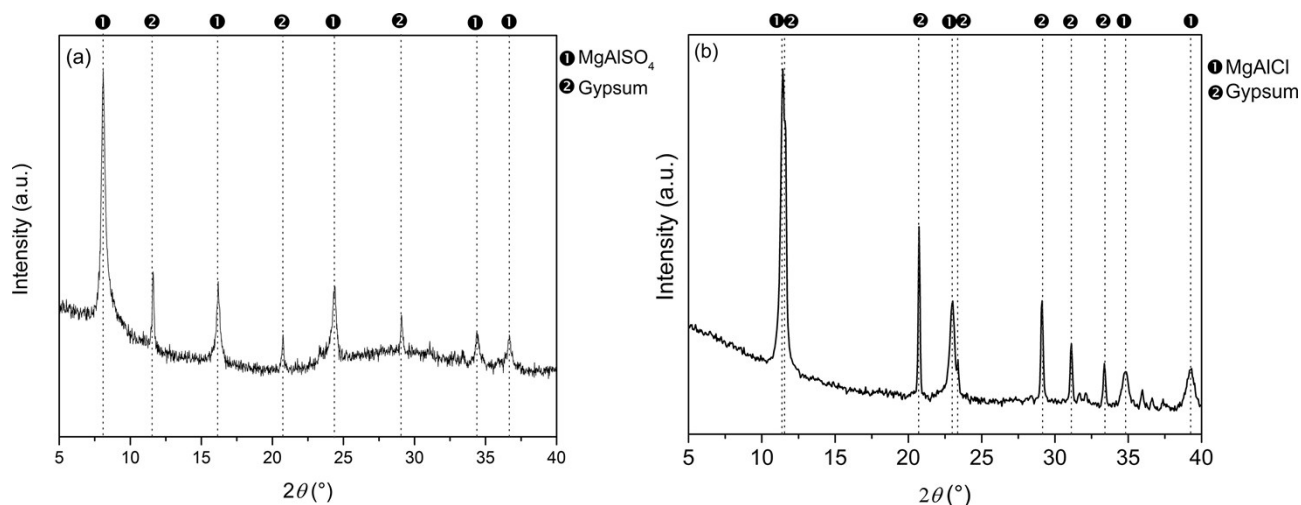 ❶ ❷ ❶ ❷ ❶ ❷ ❶ ❶
(a)
❶ MgAlSO₄
❷ Gypsum
Intensity (a.u.)
5 10 15 20 25 30 35 40
2θ (°)
❶❷ ❷ ❶❷ ❷ ❷ ❷ ❶ ❶
(b)
❶ MgAlCl
❷ Gypsum
Intensity (a.u.)
5 10 15 20 25 30 35 40
2θ (°)